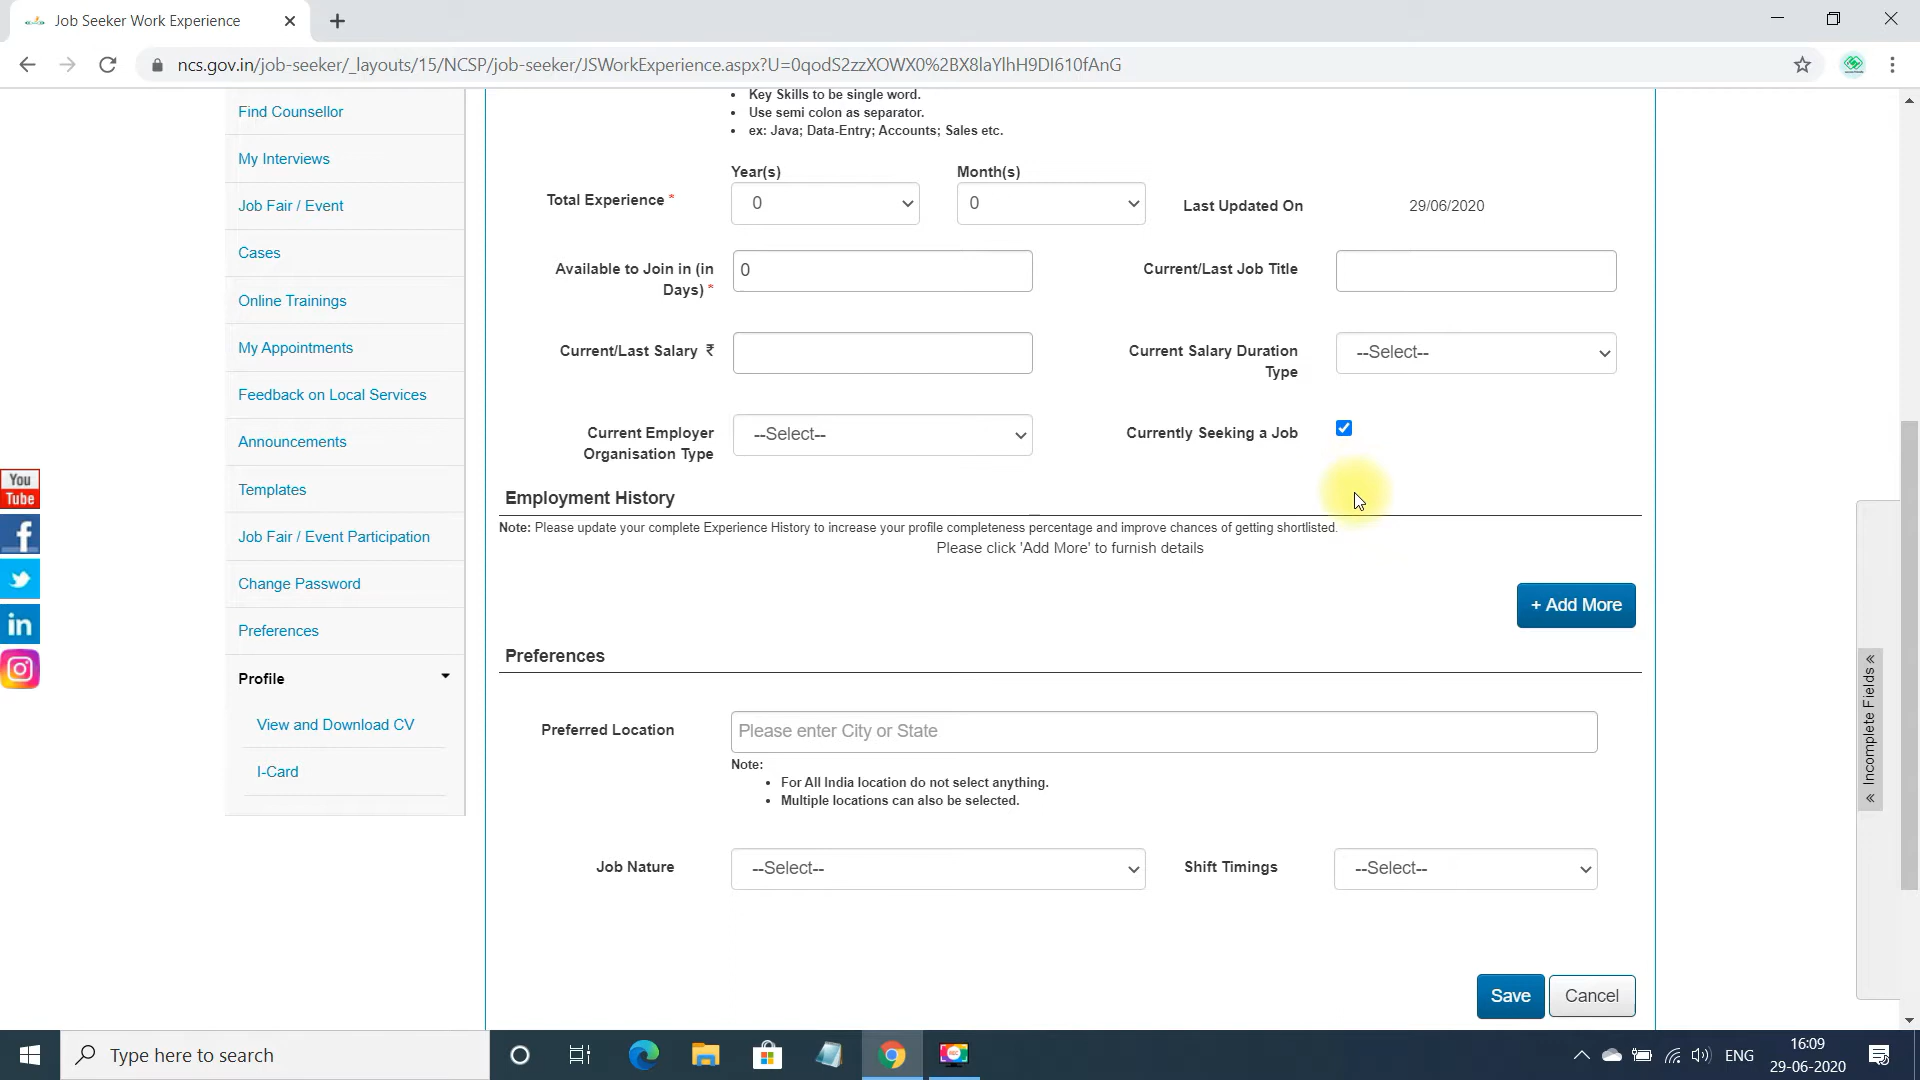 Job Seeker Work Experience
ncs.gov.in/job-seeker/_layouts/15/NCSP/job-seeker/JSWorkExperience.aspx?U=0qodS2zzXOWX0%2BX8laYlhH9DI610fAnG
Find Counsellor
My Interviews
Job Fair / Event
Cases
Online Trainings
My Appointments
Feedback on Local Services
Announcements
Templates
Job Fair / Event Participation
Change Password
Preferences
Profile
View and Download CV
I-Card
You
Tube
f
in
• Key Skills to be single word.
• Use semi colon as separator.
• ex: Java; Data-Entry; Accounts; Sales etc.
Year(s) Month(s)
Total Experience * 0 0 Last Updated On 29/06/2020
Available to Join in (in
Days) * 0 Current/Last Job Title
Current/Last Salary ₹ Current Salary Duration
Type --Select--
Current Employer
Organisation Type --Select-- Currently Seeking a Job
Employment History
Note: Please update your complete Experience History to increase your profile completeness percentage and improve chances of getting shortlisted.
Please click 'Add More' to furnish details
+ Add More
Preferences
Preferred Location Please enter City or State
Note:
• For All India location do not select anything.
• Multiple locations can also be selected.
Job Nature --Select-- Shift Timings --Select--
Save Cancel
« Incomplete Fields «
Type here to search
ENG
16:09
29-06-2020